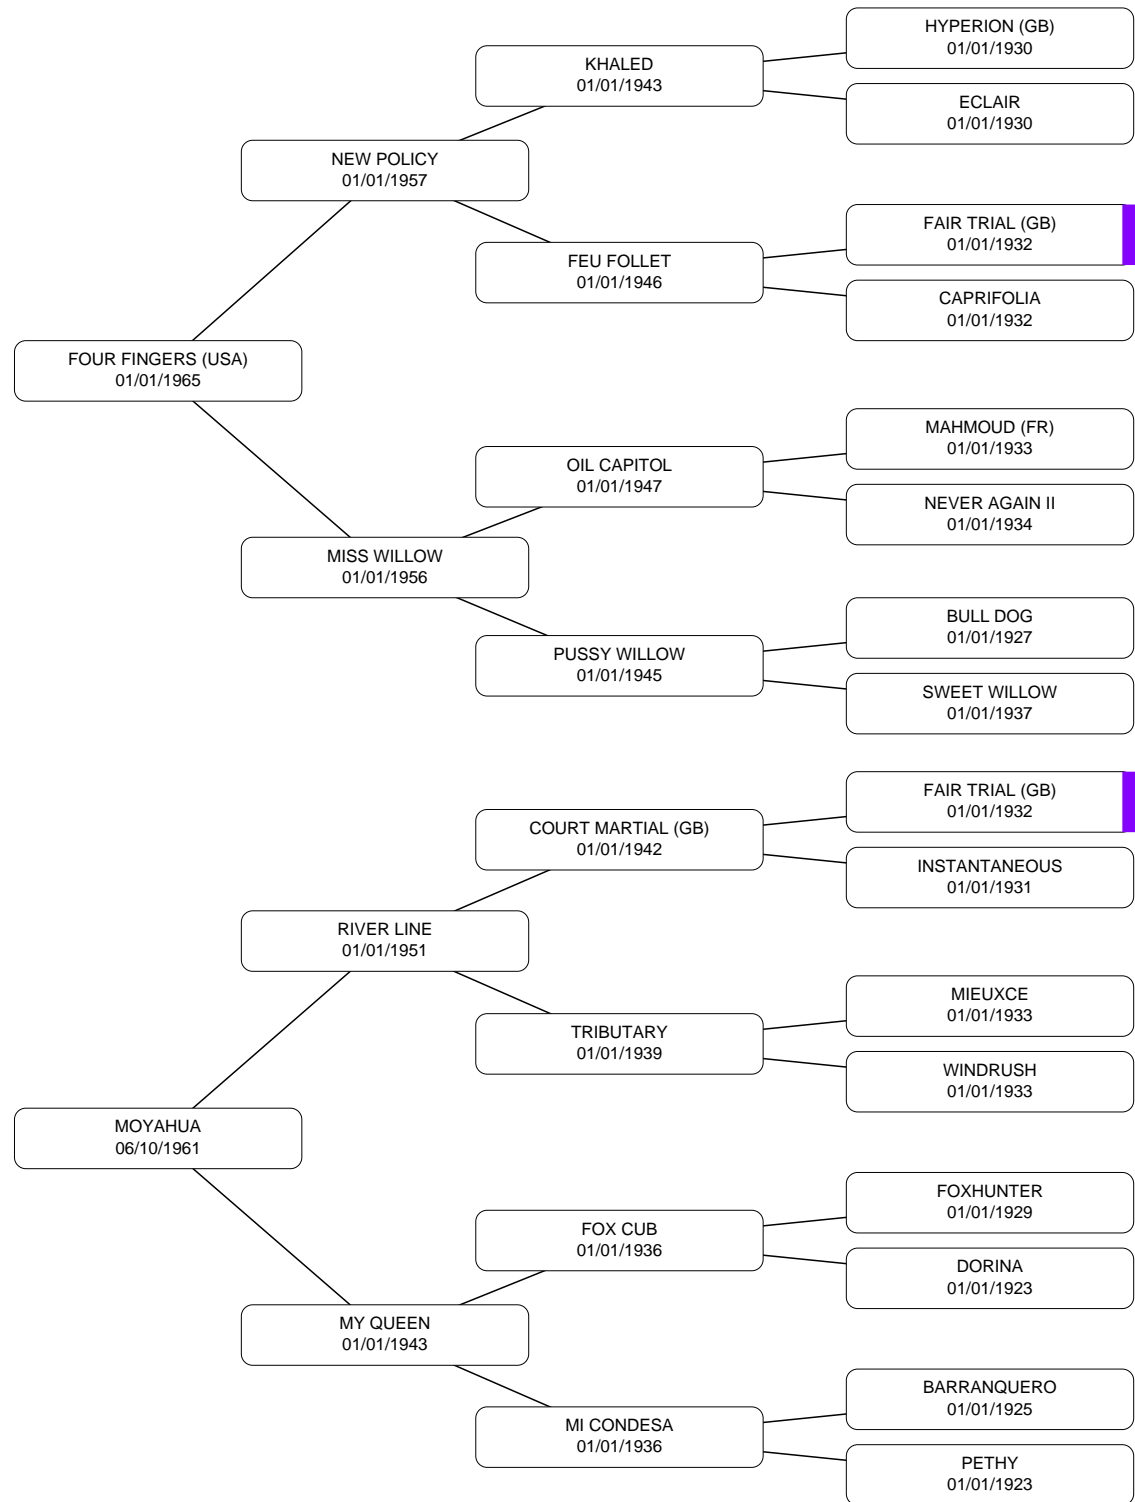 HYPERION (GB)
01/01/1930
KHALED
01/01/1943
ECLAIR
01/01/1930
NEW POLICY
01/01/1957
FAIR TRIAL (GB)
01/01/1932
FEU FOLLET
01/01/1946
CAPRIFOLIA
01/01/1932
FOUR FINGERS (USA)
01/01/1965
MAHMOUD (FR)
01/01/1933
OIL CAPITOL
01/01/1947
NEVER AGAIN II
01/01/1934
MISS WILLOW
01/01/1956
BULL DOG
01/01/1927
PUSSY WILLOW
01/01/1945
SWEET WILLOW
01/01/1937
FAIR TRIAL (GB)
01/01/1932
COURT MARTIAL (GB)
01/01/1942
INSTANTANEOUS
01/01/1931
RIVER LINE
01/01/1951
MIEUXCE
01/01/1933
TRIBUTARY
01/01/1939
WINDRUSH
01/01/1933
MOYAHUA
06/10/1961
FOXHUNTER
01/01/1929
FOX CUB
01/01/1936
DORINA
01/01/1923
MY QUEEN
01/01/1943
BARRANQUERO
01/01/1925
MI CONDESA
01/01/1936
PETHY
01/01/1923